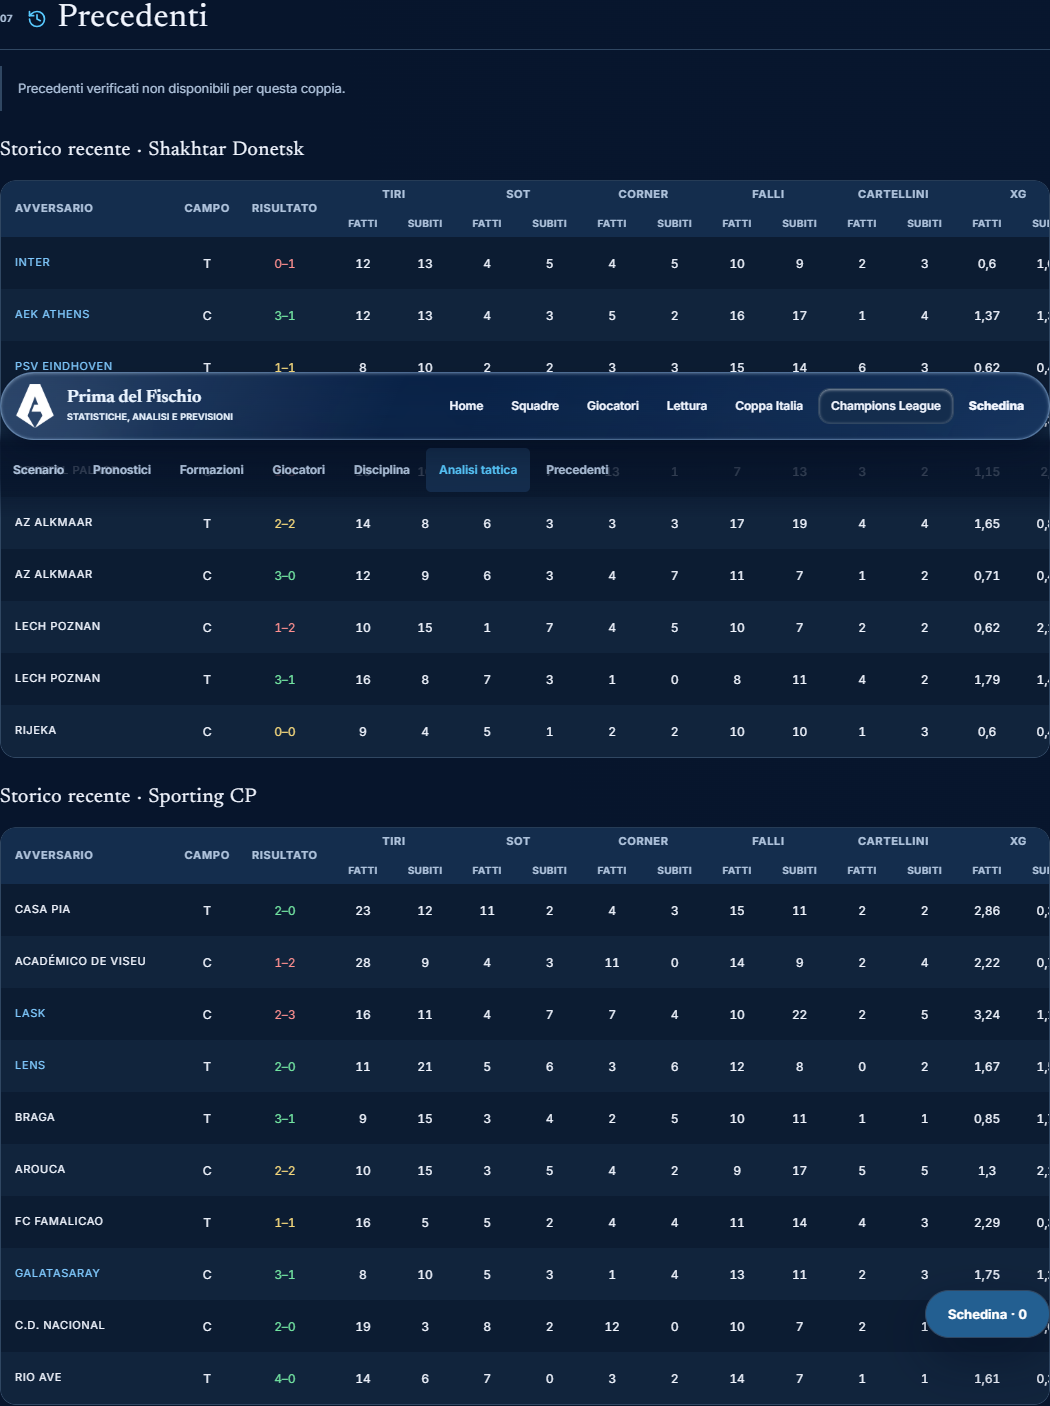 07 Precedenti
Precedenti verificati non disponibili per questa coppia.
Storico recente · Shakhtar Donetsk
AVVERSARIO CAMPO RISULTATO TIRI SOT CORNER FALLI CARTELLINI XG
FATTI SUBITI FATTI SUBITI FATTI SUBITI FATTI SUBITI FATTI SUBITI FATTI
INTER T 0–1 12 13 4 5 4 5 10 9 2 3 0,6
AEK ATHENS C 3–1 12 13 4 3 5 2 16 17 1 4 1,37
PSV EINDHOVEN T 1–1 8 10 2 2 3 3 15 14 6 3 0,62
Prima del Fischio
STATISTICHE, ANALISI E PREVISIONI
Home Squadre Giocatori Lettura Coppa Italia Champions League Schedina
Scenario Pronostici Formazioni Giocatori Disciplina Analisi tattica Precedenti
1 7 13 3 2 1,15
AZ ALKMAAR T 2–2 14 8 6 3 3 3 17 19 4 4 1,65
AZ ALKMAAR C 3–0 12 9 6 3 4 7 11 7 1 2 0,71
LECH POZNAN C 1–2 10 15 1 7 4 5 10 7 2 2 0,62
LECH POZNAN T 3–1 16 8 7 3 1 0 8 11 4 2 1,79
RIJEKA C 0–0 9 4 5 1 2 2 10 10 1 3 0,6
Storico recente · Sporting CP
AVVERSARIO CAMPO RISULTATO TIRI SOT CORNER FALLI CARTELLINI XG
FATTI SUBITI FATTI SUBITI FATTI SUBITI FATTI SUBITI FATTI SUBITI FATTI
CASA PIA T 2–0 23 12 11 2 4 3 15 11 2 2 2,86
ACADÉMICO DE VISEU C 1–2 28 9 4 3 11 0 14 9 2 4 2,22
LASK C 2–3 16 11 4 7 7 4 10 22 2 5 3,24
LENS T 2–0 11 21 5 6 3 6 12 8 0 2 1,67
BRAGA T 3–1 9 15 3 4 2 5 10 11 1 1 0,85
AROUCA C 2–2 10 15 3 5 4 2 9 17 5 5 1,3
FC FAMALICAO T 1–1 16 5 5 2 4 4 11 14 4 3 2,29
GALATASARAY C 3–1 8 10 5 3 1 4 13 11 2 3 1,75
Schedina · 0
C.D. NACIONAL C 2–0 19 3 8 2 12 0 10 7 2 1
RIO AVE T 4–0 14 6 7 0 3 2 14 7 1 1 1,61